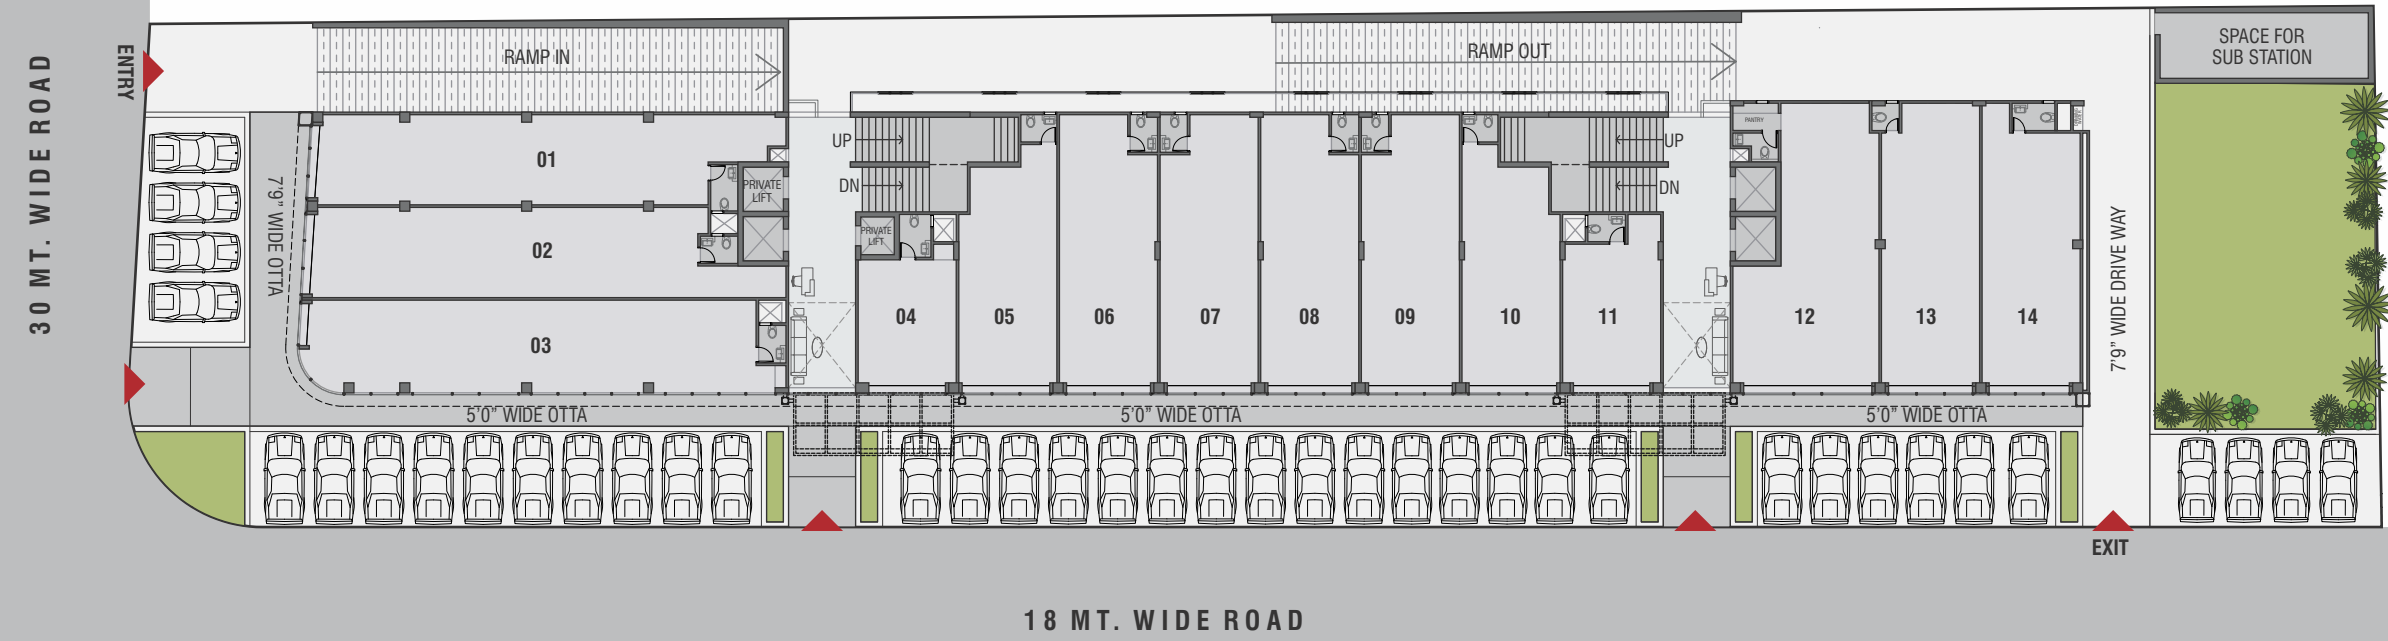 30 MT. WIDE ROAD
ENTRY
RAMP IN
RAMP OUT
SPACE FOR
SUB STATION
7'9" WIDE OTTA
01
02
03
PRIVATE
LIFT
UP
DN
PRIVATE
LIFT
04
05
06
07
08
09
10
11
UP
DN
PANTRY
12
13
14
7'9" WIDE DRIVE WAY
5'0" WIDE OTTA
5'0" WIDE OTTA
5'0" WIDE OTTA
EXIT
18 MT. WIDE ROAD